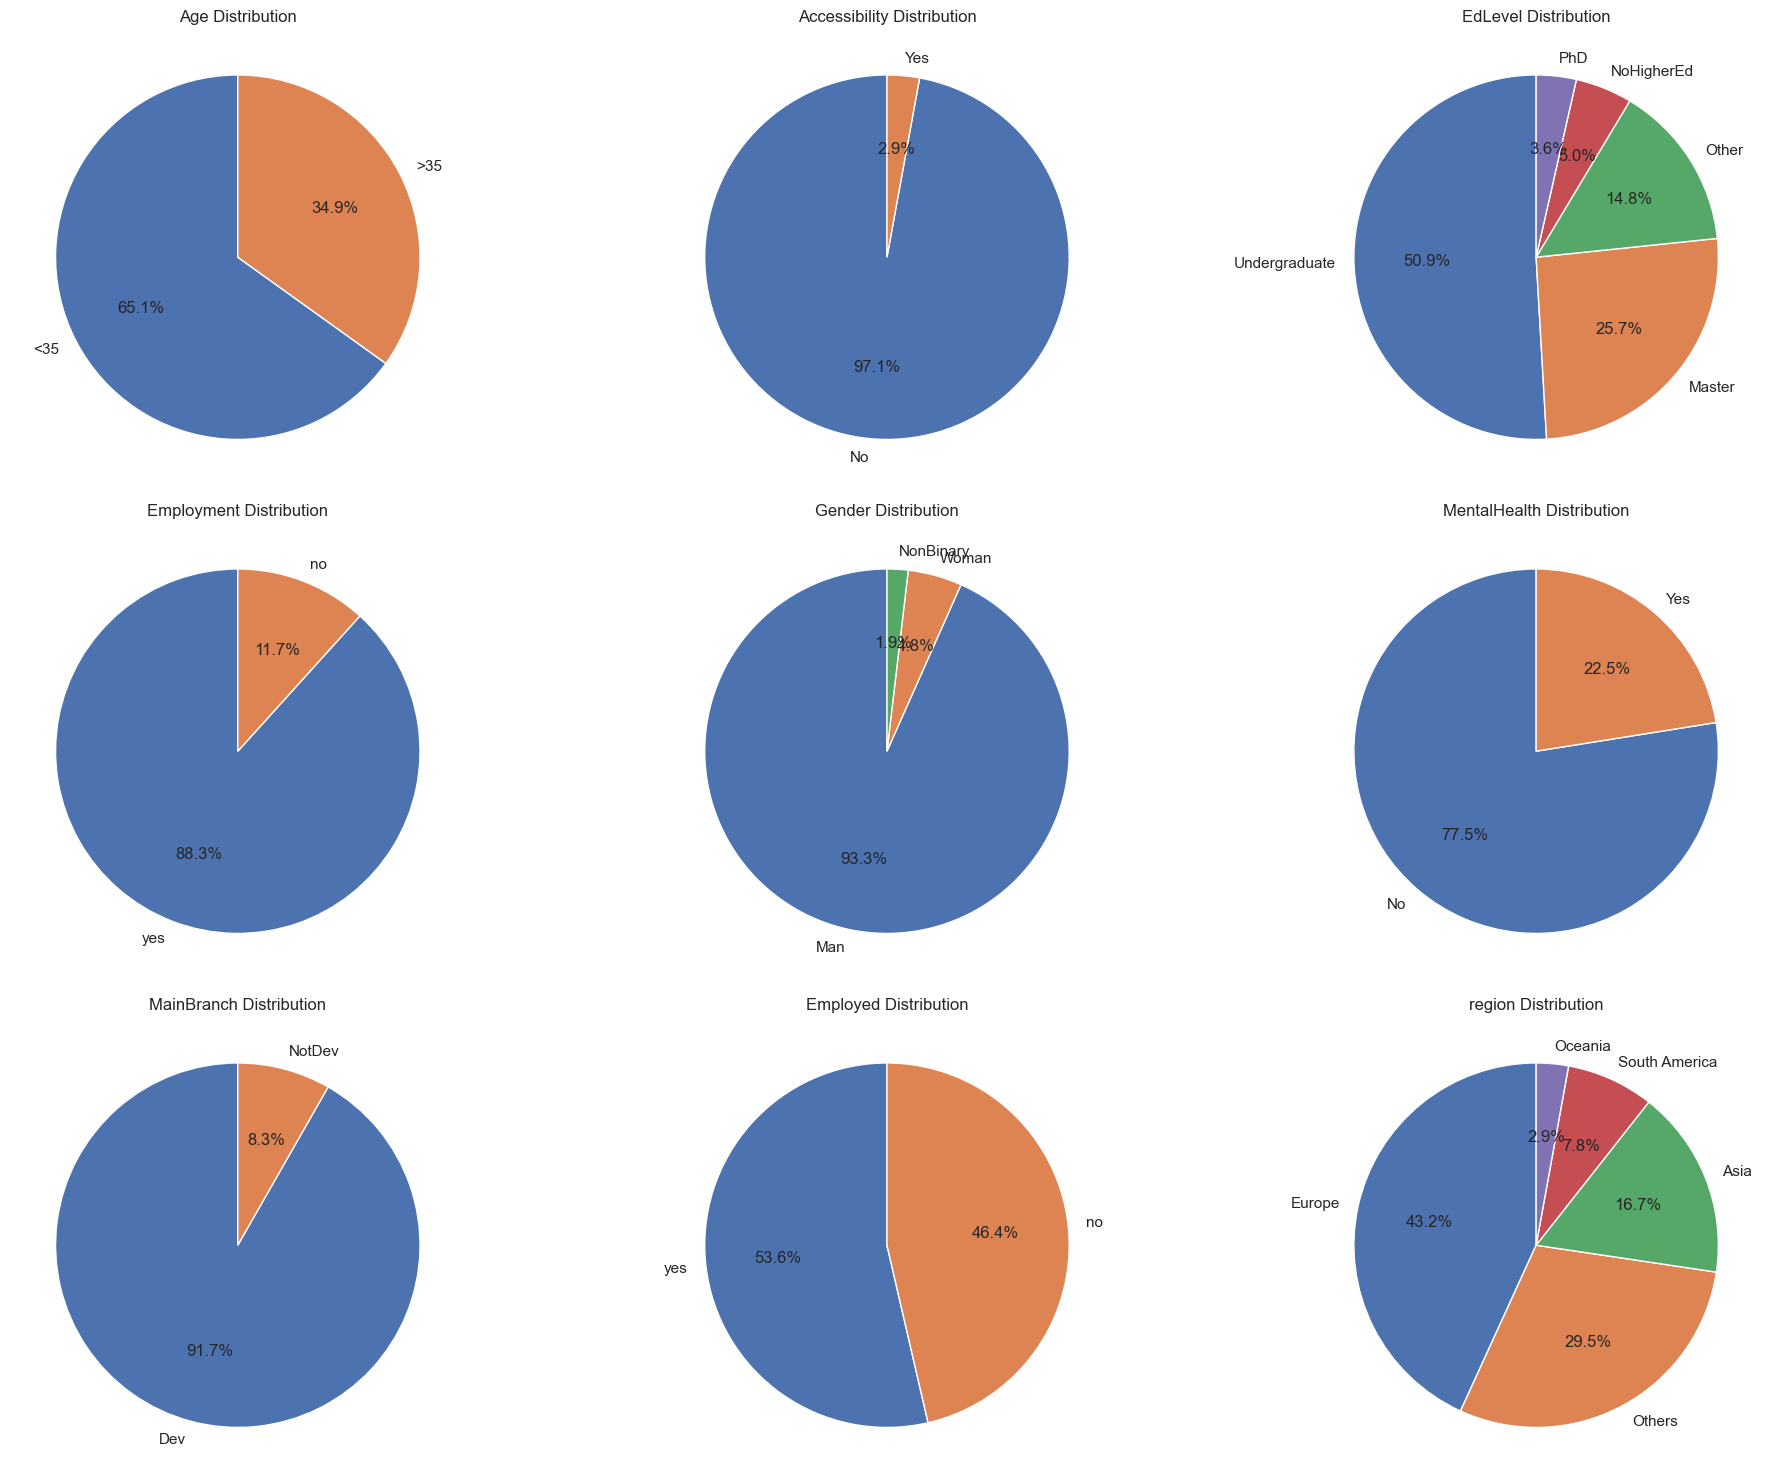 Age Distribution
>35
34.9%
65.1%
<35
Accessibility Distribution
Yes
2.9%
97.1%
No
EdLevel Distribution
PhD
NoHigherEd
Other
3.6%
5.0%
14.8%
Undergraduate
50.9%
25.7%
Master
Employment Distribution
no
11.7%
88.3%
yes
Gender Distribution
NonBinary
Woman
1.9%
4.8%
93.3%
Man
MentalHealth Distribution
Yes
22.5%
77.5%
No
MainBranch Distribution
NotDev
8.3%
91.7%
Dev
Employed Distribution
no
46.4%
53.6%
yes
region Distribution
Oceania
South America
2.9%
7.8%
Asia
16.7%
Europe
43.2%
29.5%
Others